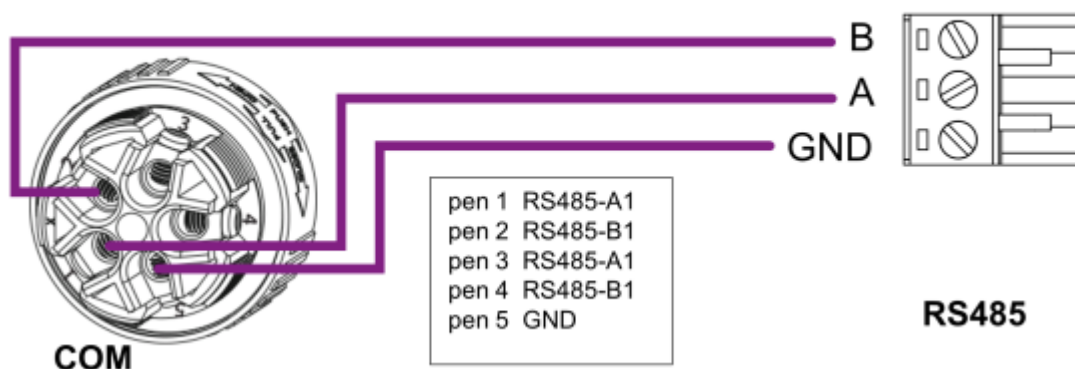 B
A
GND
3
4
5
pen 1 RS485-A1
pen 2 RS485-B1
pen 3 RS485-A1
pen 4 RS485-B1
pen 5 GND
RS485
COM